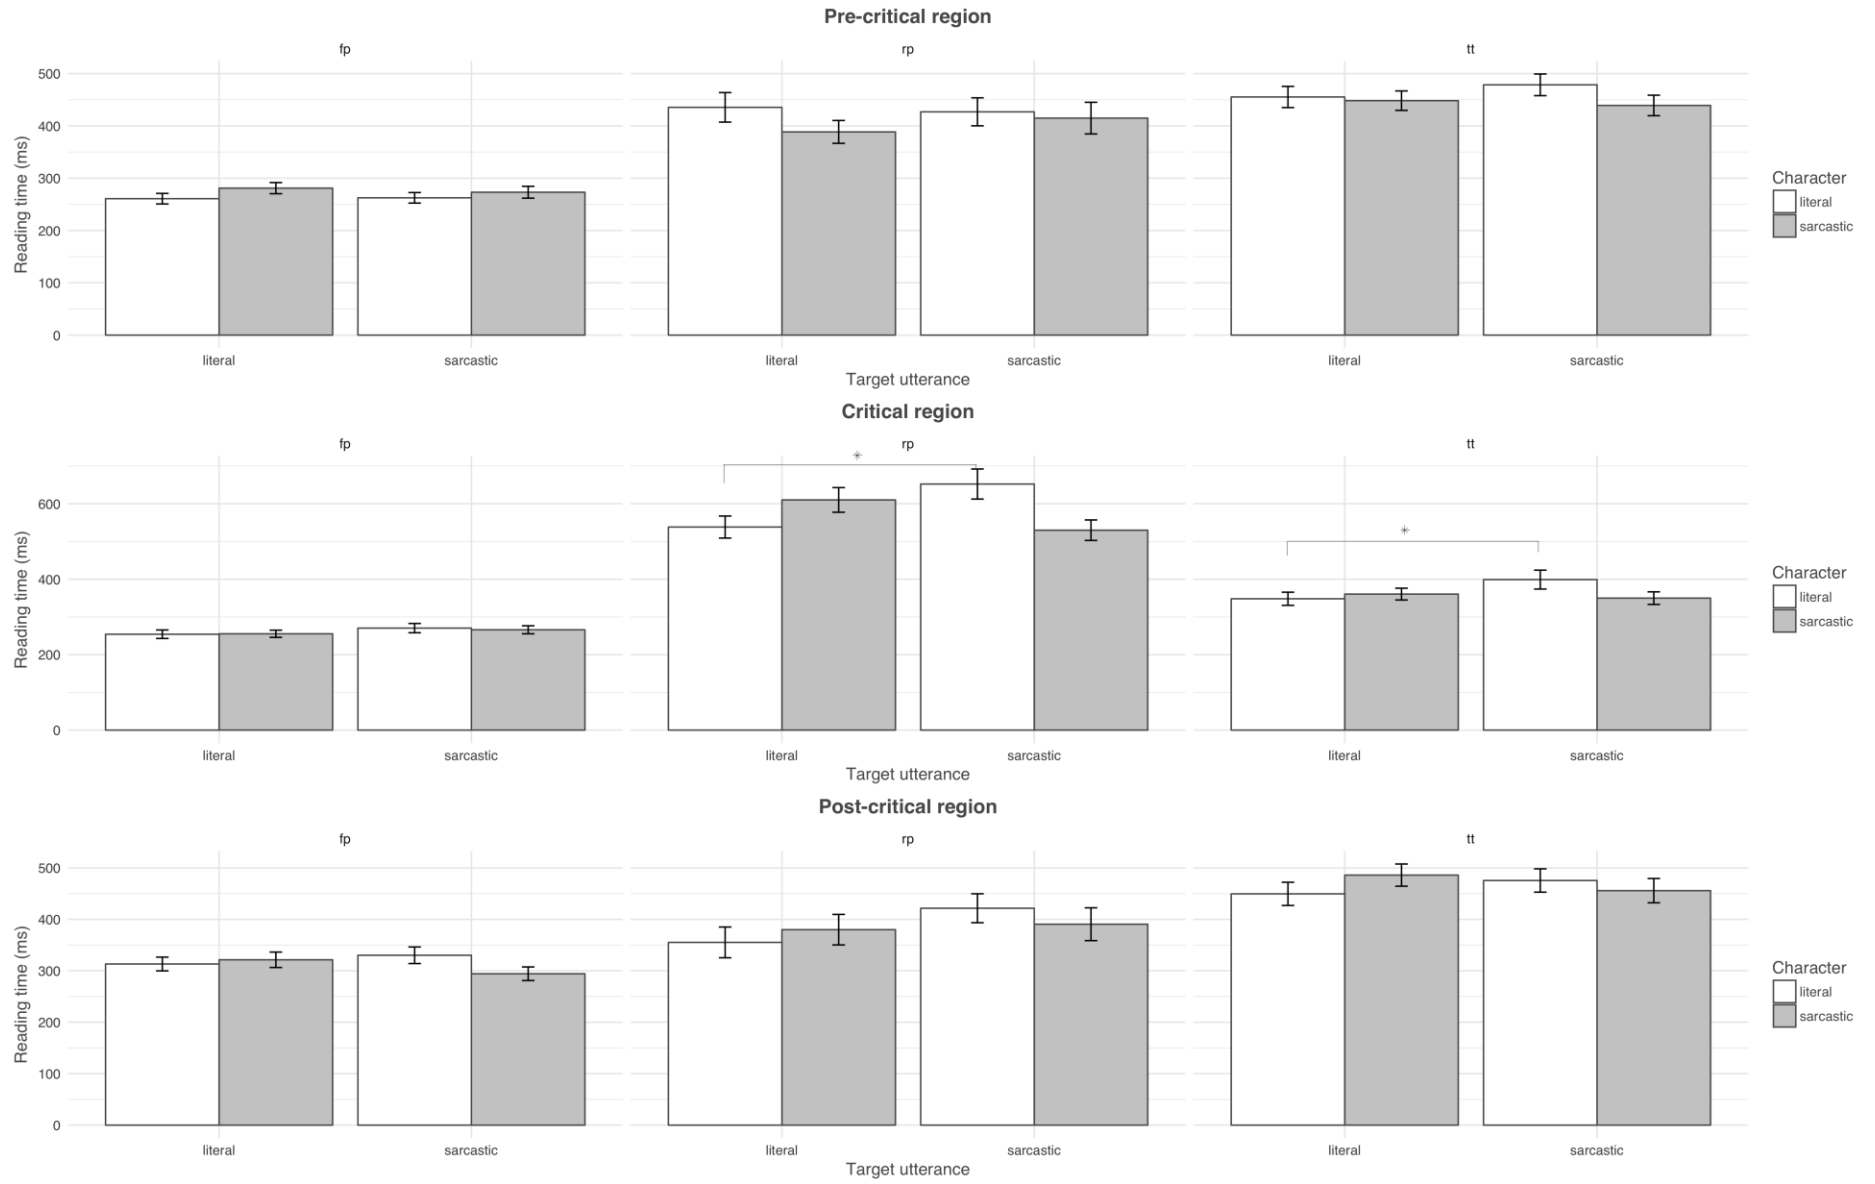 Pre-critical region
fp rp tt
500
400
300
200
100
0
Reading time (ms)
literal sarcastic literal sarcastic literal sarcastic
Target utterance
Character
literal
sarcastic
Critical region
fp rp tt
*
*
600
400
200
0
Reading time (ms)
literal sarcastic literal sarcastic literal sarcastic
Target utterance
Character
literal
sarcastic
Post-critical region
fp rp tt
500
400
300
200
100
0
Reading time (ms)
literal sarcastic literal sarcastic literal sarcastic
Target utterance
Character
literal
sarcastic